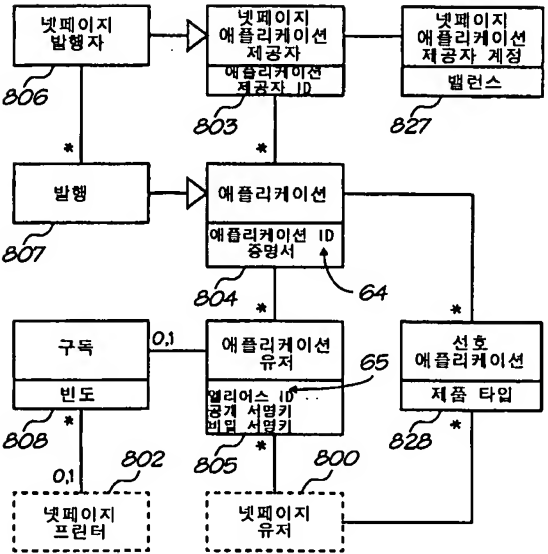 넷페이지
발행자
806
넷페이지
애플리케이션
제공자
애플리케이션
제공자 ID
803
넷페이지
애플리케이션
제공자 계정
밸런스
827
*
*
발행
807
애플리케이션
애플리케이션 ID
증명서
804
64
*
*
구독
빈도
808
0,1
애플리케이션
유저
엘리어스 ID
공개 서명키
비밀 서명키
805
65
선호
애플리케이션
제품 타입
828
*
*
*
0,1
802
넷페이지
프린터
800
넷페이지
유저